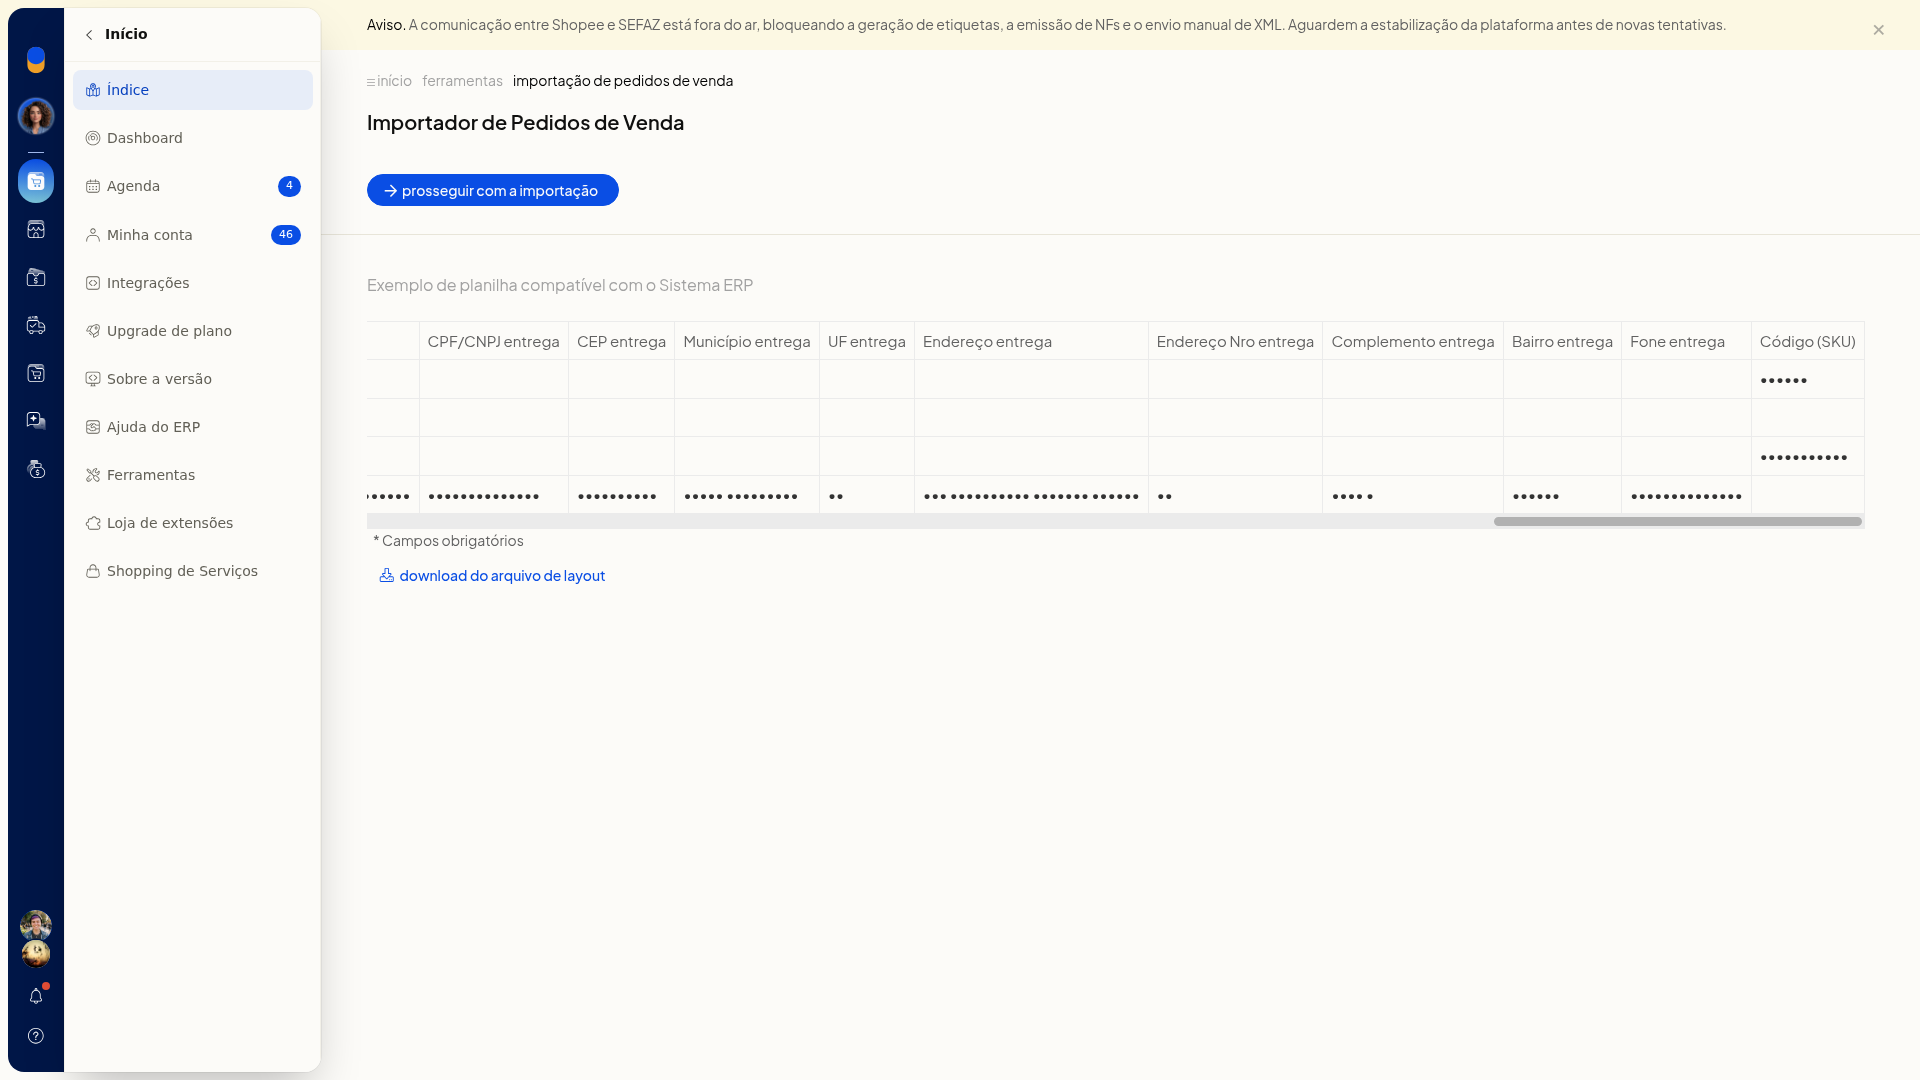 Início
Índice
Dashboard
Agenda 4
Minha conta 46
Integrações
Upgrade de plano
Sobre a versão
Ajuda do ERP
Ferramentas
Loja de extensões
Shopping de Serviços
Aviso. A comunicação entre Shopee e SEFAZ está fora do ar, bloqueando a geração de etiquetas, a emissão de NFs e o envio manual de XML. Aguardem a estabilização da plataforma antes de novas tentativas.
início ferramentas importação de pedidos de venda
Importador de Pedidos de Venda
prosseguir com a importação
Exemplo de planilha compatível com o Sistema ERP
CPF/CNPJ entrega CEP entrega Município entrega UF entrega Endereço entrega Endereço Nro entrega Complemento entrega Bairro entrega Fone entrega Código (SKU)
••••••
•••••••••••
•••••• •••••••••••••• •••••••••• ••••• ••••••••• •• ••• •••••••••• ••••••• •••••• •• •••• • •••••• ••••••••••••••
* Campos obrigatórios
download do arquivo de layout